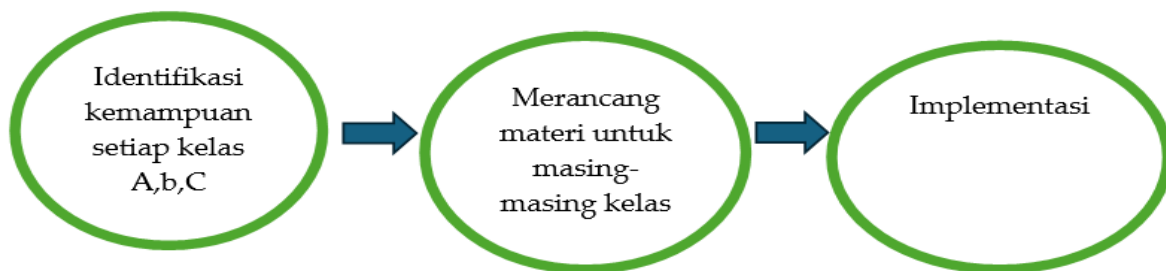 Identifikasi
kemampuan
setiap kelas
A,b,C
Merancang
materi untuk
masing-
masing kelas
Implementasi